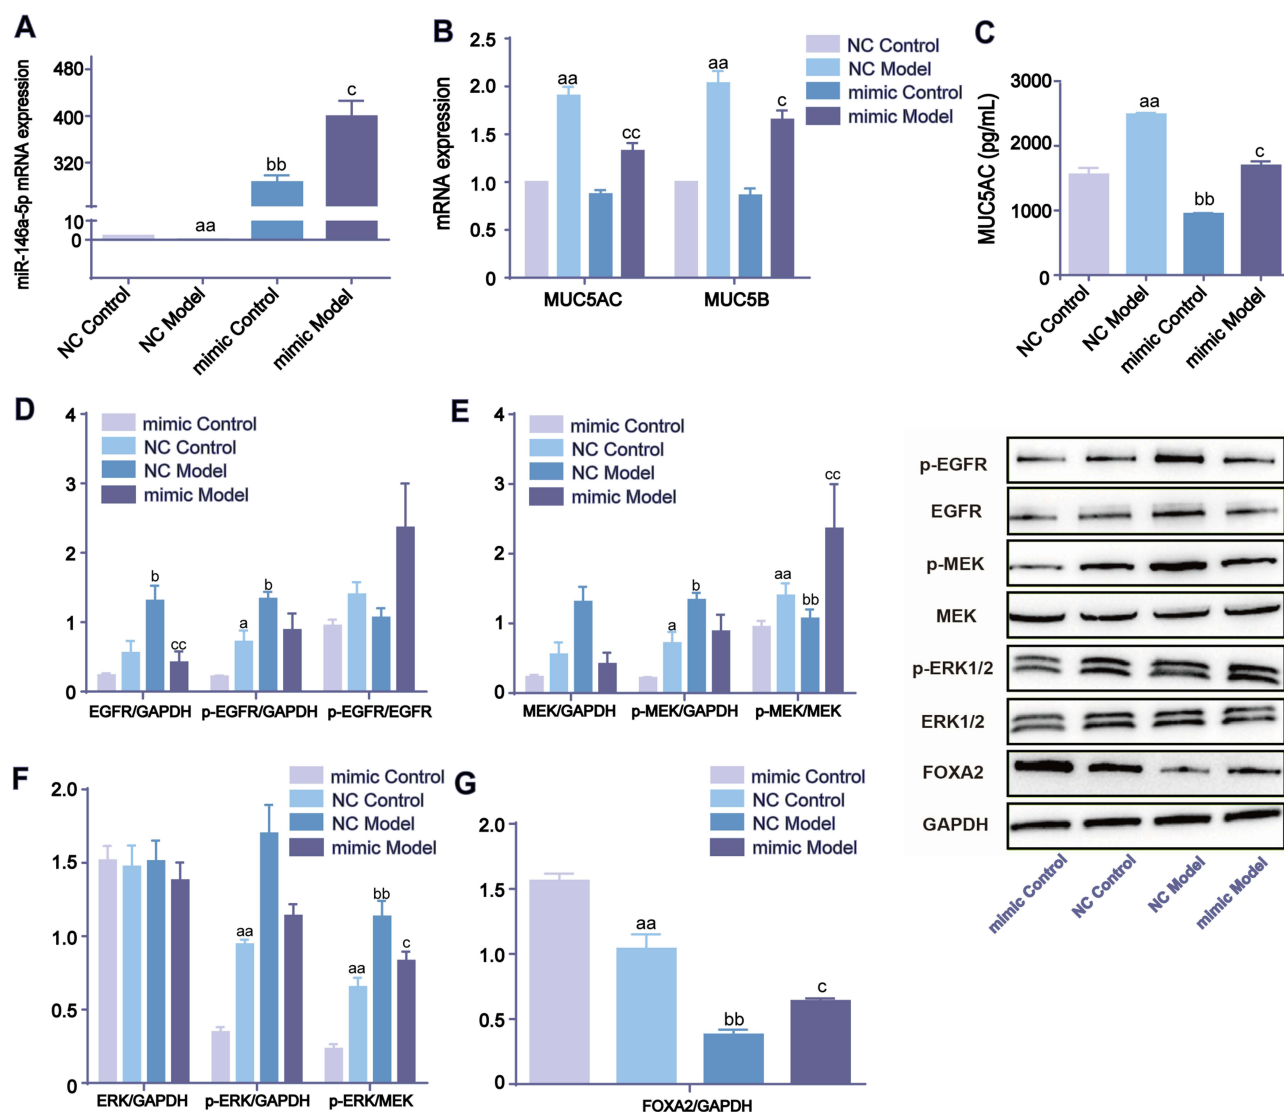 A
miR-146a-5p mRNA expression
480
400
320
10
0
aa
bb
c
NC Control
NC Model
mimic Control
mimic Model
B
mRNA expression
2.5
2.0
1.5
1.0
0.5
0
aa
cc
aa
c
MUC5AC
MUC5B
NC Control
NC Model
mimic Control
mimic Model
C
MUC5AC (pg/mL)
3000
2000
1000
0
aa
bb
c
NC Control
NC Model
mimic Control
mimic Model
D
4
3
2
1
0
mimic Control
NC Control
NC Model
mimic Model
b
cc
a
b
EGFR/GAPDH
p-EGFR/GAPDH
p-EGFR/EGFR
E
4
3
2
1
0
mimic Control
NC Control
NC Model
mimic Model
a
b
aa
bb
cc
MEK/GAPDH
p-MEK/GAPDH
p-MEK/MEK
p-EGFR
EGFR
p-MEK
MEK
p-ERK1/2
ERK1/2
FOXA2
GAPDH
mimic Control
NC Control
NC Model
mimic Model
F
2.0
1.5
1.0
0.5
0
mimic Control
NC Control
NC Model
mimic Model
aa
aa
bb
c
ERK/GAPDH
p-ERK/GAPDH
p-ERK/MEK
G
2.0
1.5
1.0
0.5
0
mimic Control
NC Control
NC Model
mimic Model
aa
bb
c
FOXA2/GAPDH